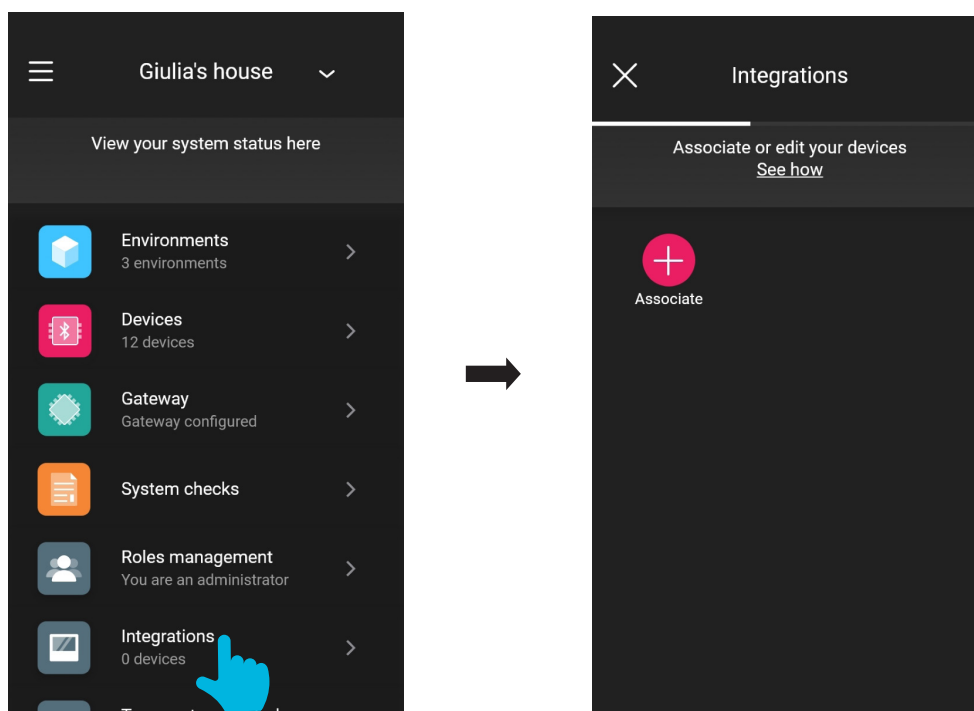 Giulia's house
View your system status here
Environments
3 environments
Devices
12 devices
Gateway
Gateway configured
System checks
Roles management
You are an administrator
Integrations
0 devices
Integrations
Associate or edit your devices
See how
Associate